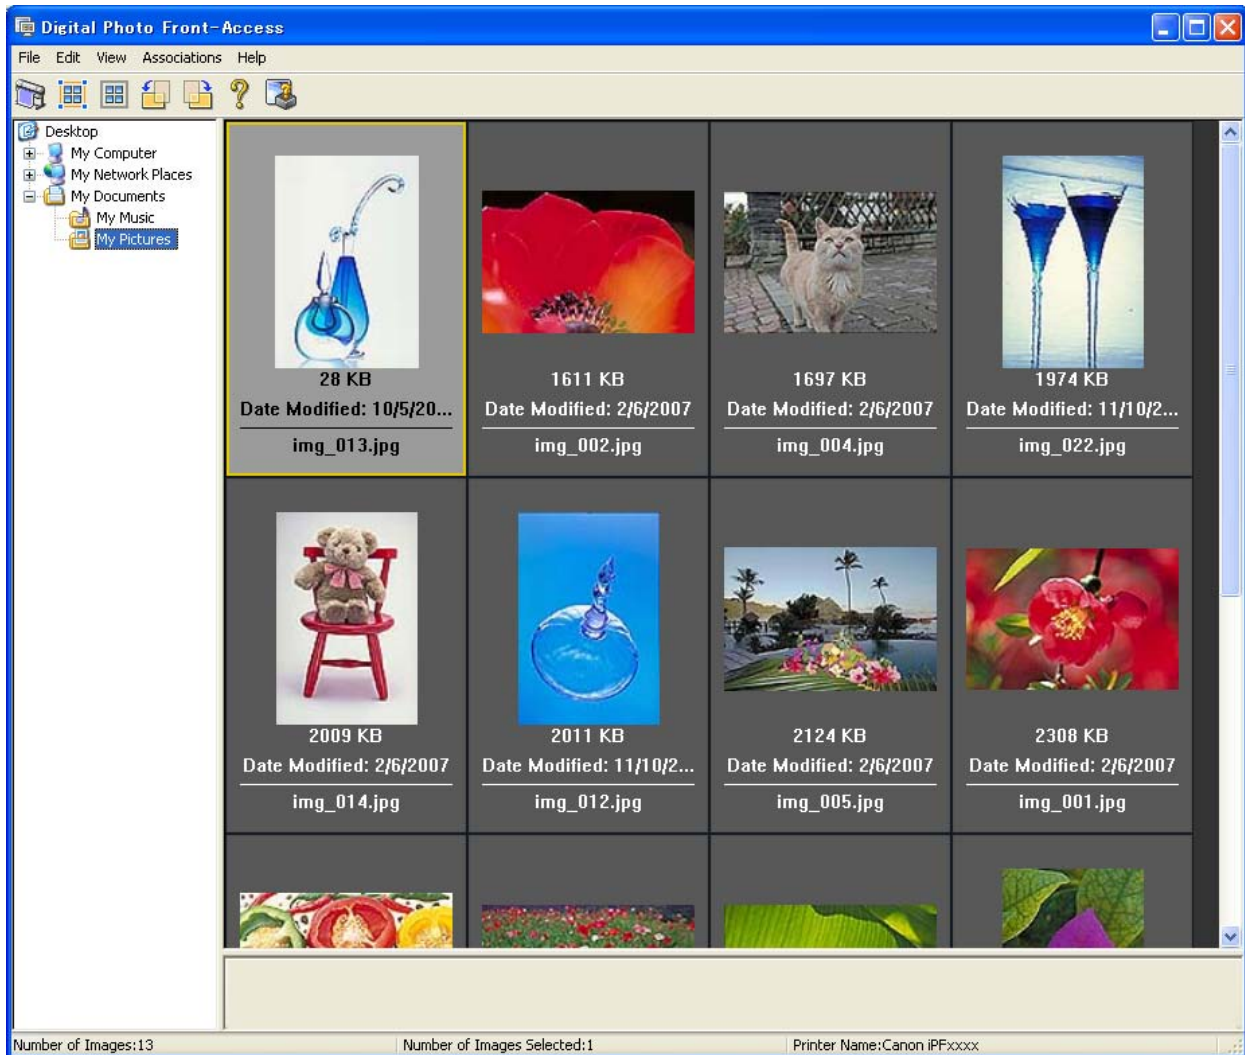 Digital Photo Front-Access
File Edit View Associations Help
Desktop
My Computer
My Network Places
My Documents
My Music
My Pictures
28 KB
Date Modified: 10/5/20...
img_013.jpg
1611 KB
Date Modified: 2/6/2007
img_002.jpg
1697 KB
Date Modified: 2/6/2007
img_004.jpg
1974 KB
Date Modified: 11/10/2...
img_022.jpg
2009 KB
Date Modified: 2/6/2007
img_014.jpg
2011 KB
Date Modified: 11/10/2...
img_012.jpg
2124 KB
Date Modified: 2/6/2007
img_005.jpg
2308 KB
Date Modified: 2/6/2007
img_001.jpg
Number of Images:13
Number of Images Selected:1
Printer Name:Canon iPFxxxx